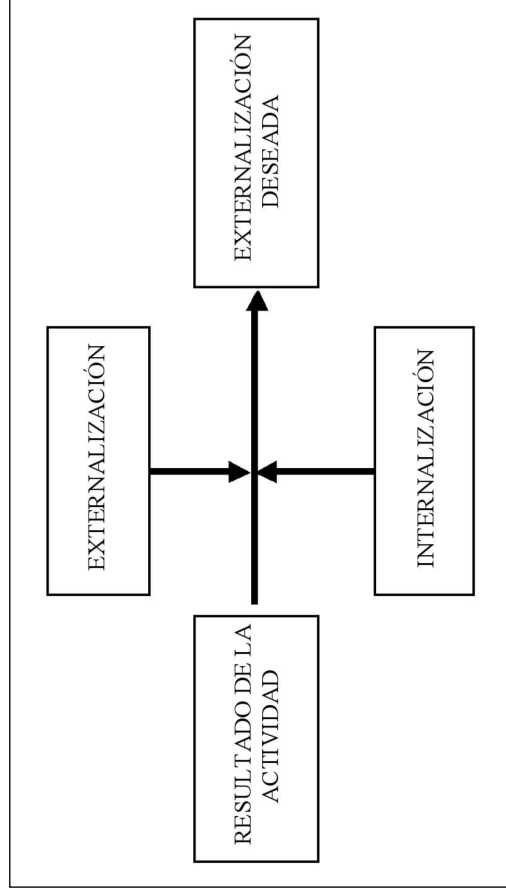 EXTERNALIZACIÓN
RESULTADO DE LA
ACTIVIDAD
EXTERNALIZACIÓN
DESEADA
INTERNALIZACIÓN